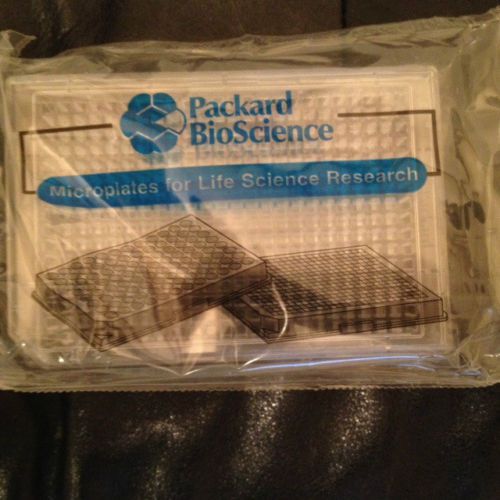 Packard
BioScience
Microplates for Life Science Research